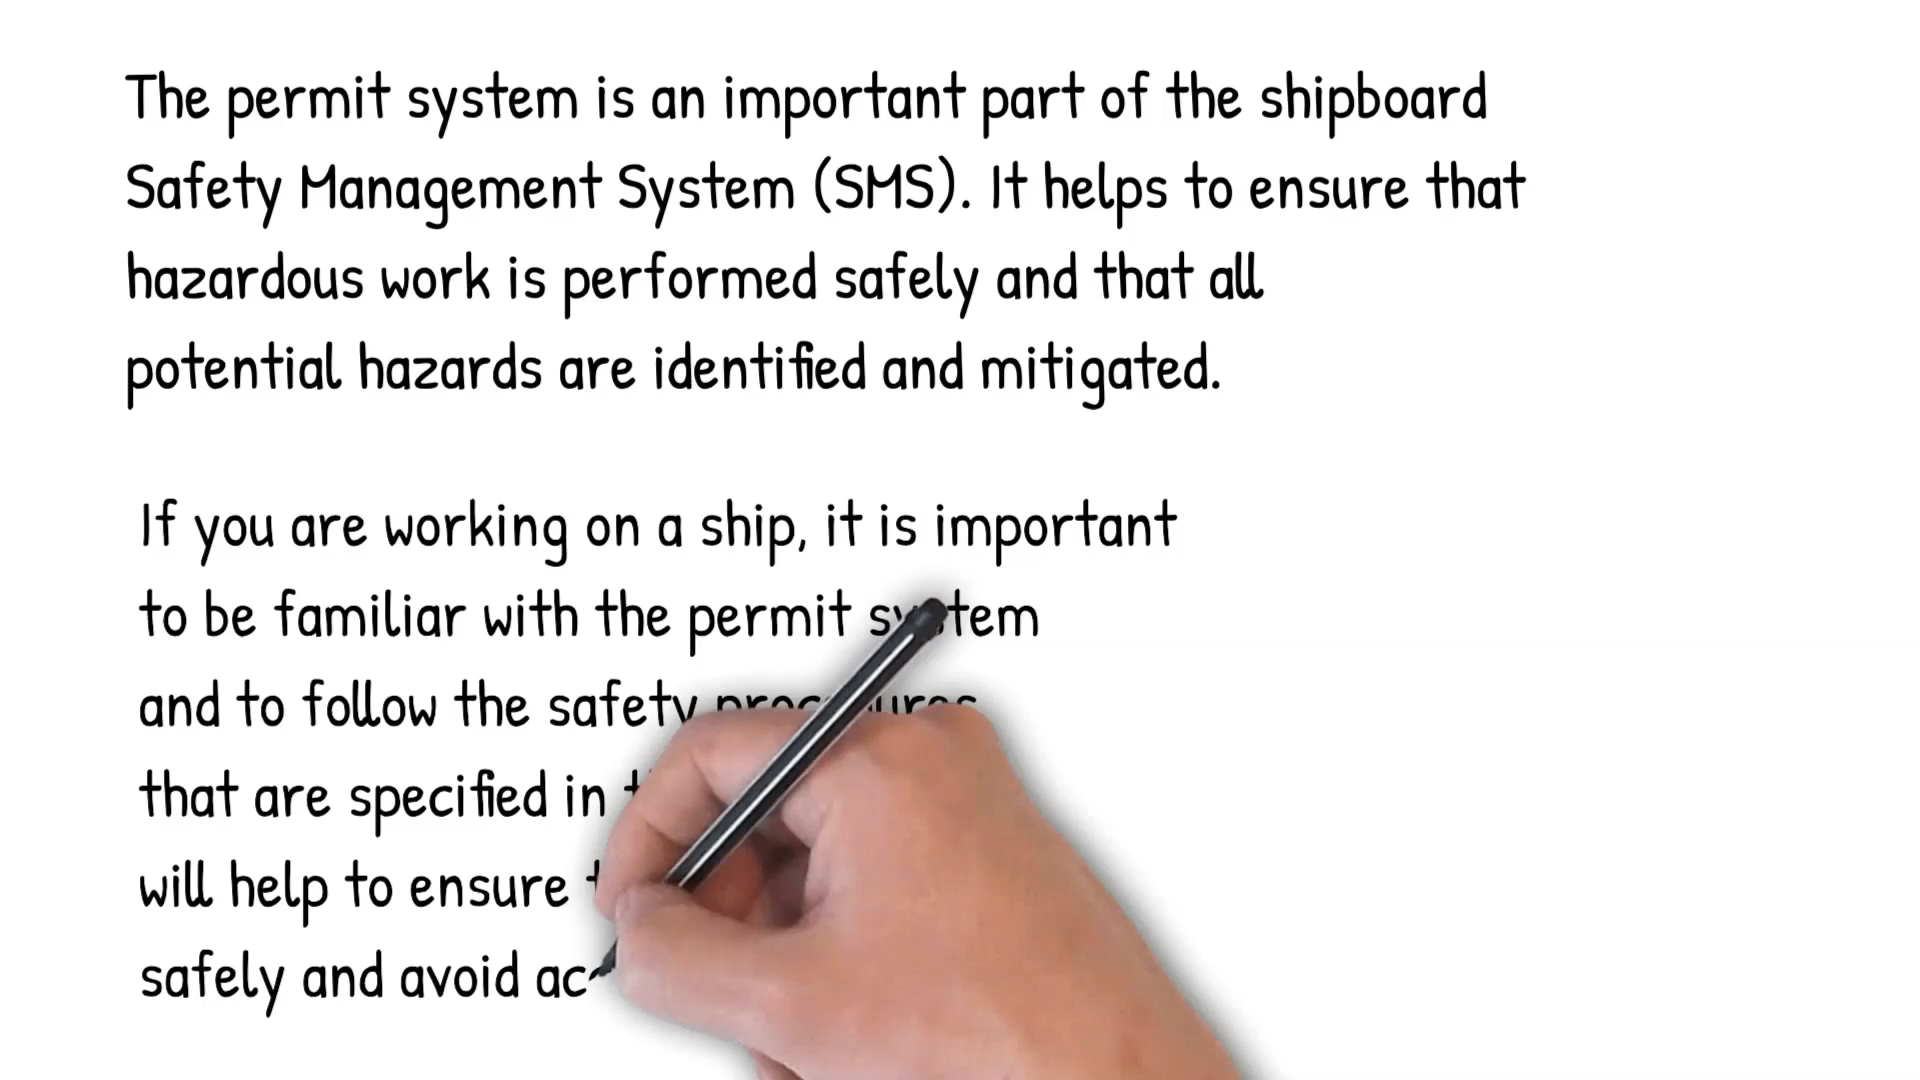 The permit system is an important part of the shipboard
Safety Management System (SMS). It helps to ensure that
hazardous work is performed safely and that all
potential hazards are identified and mitigated.
If you are working on a ship, it is important
to be familiar with the permit system
and to follow the safety procedures
that are specified in
will help to ensure
safely and avoid